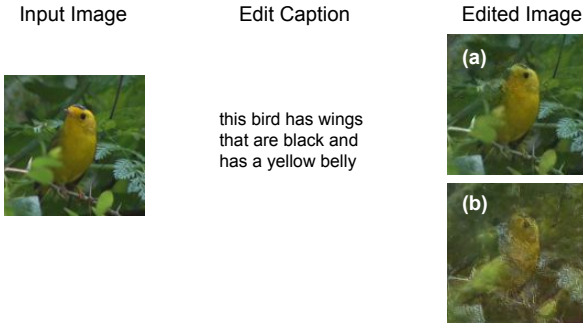 Input Image
Edit Caption
Edited Image
(a)
this bird has wings
that are black and
has a yellow belly
(b)